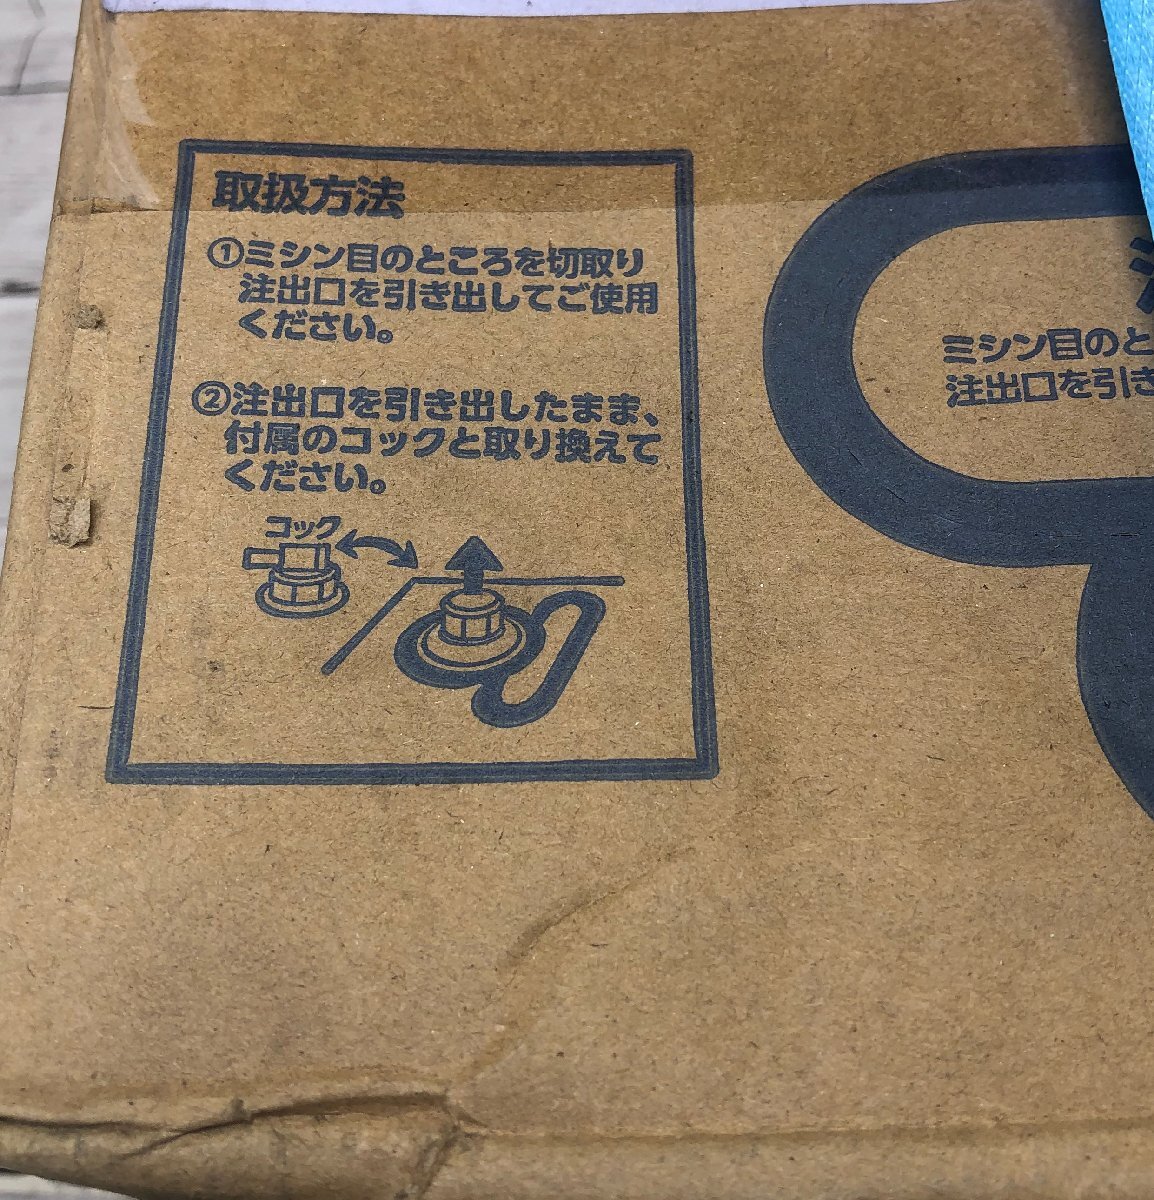 取扱方法
①ミシン目のところを切取り
注出口を引き出してご使用
ください。
②注出口を引き出したまま、
付属のコックと取り換えて
ください。
コック
ミシン目のと
注出口を引き